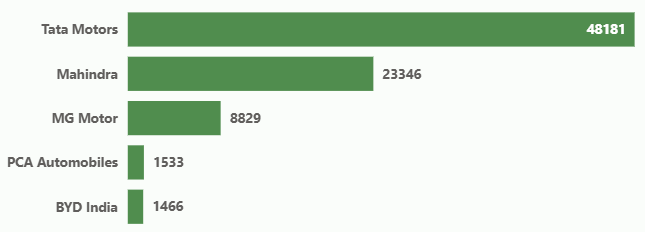 Tata Motors 48181
Mahindra 23346
MG Motor 8829
PCA Automobiles 1533
BYD India 1466